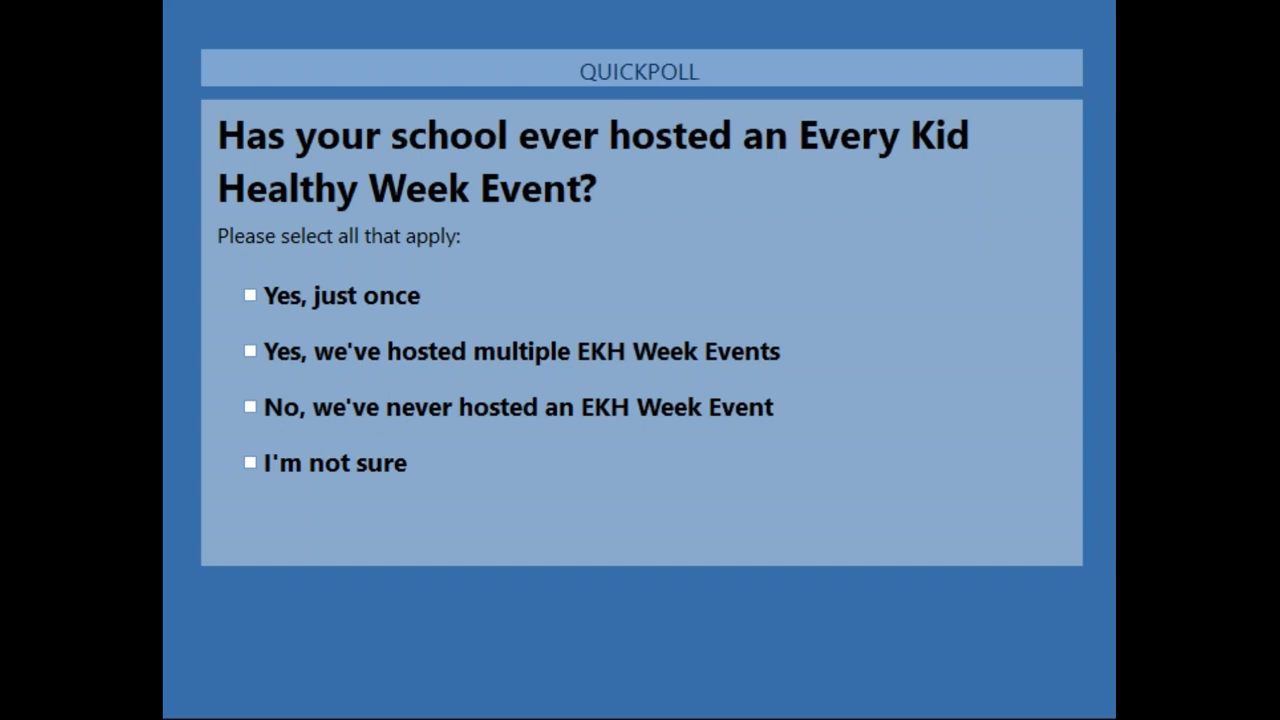 QUICKPOLL
Has your school ever hosted an Every Kid
Healthy Week Event?
Please select all that apply:
Yes, just once
Yes, we've hosted multiple EKH Week Events
No, we've never hosted an EKH Week Event
I'm not sure